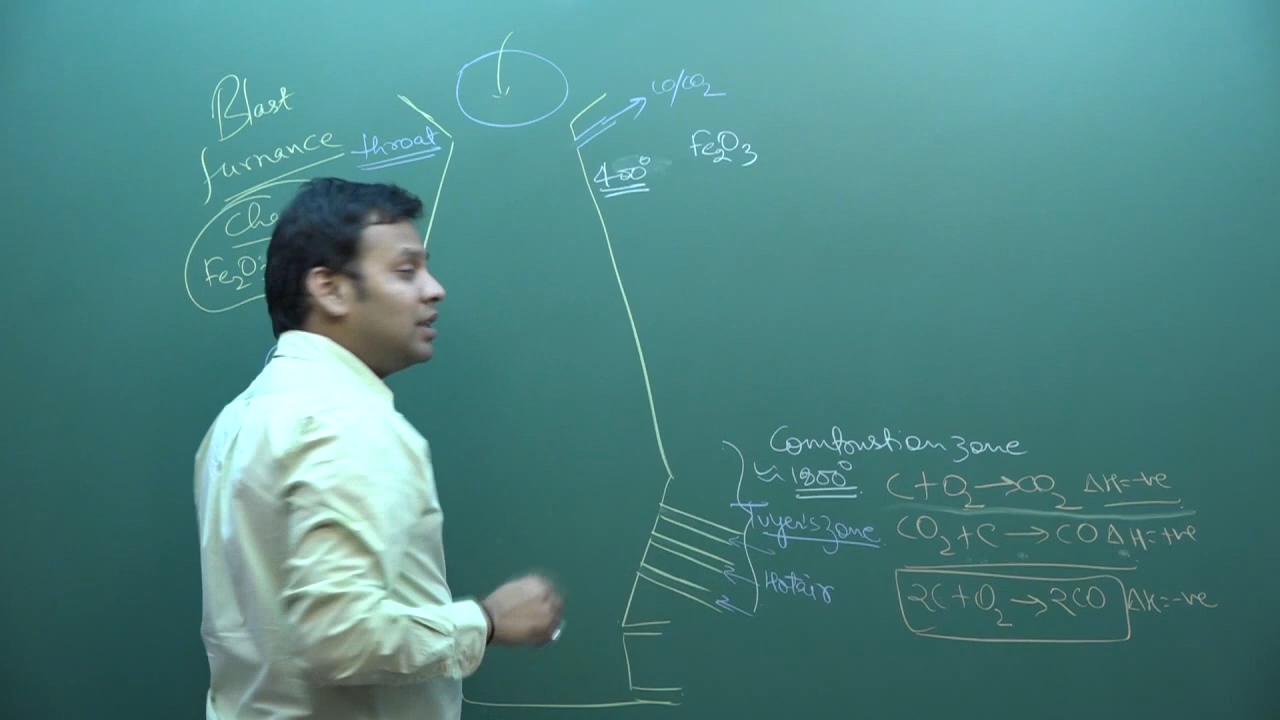 Blast
furnance
throat
Che
Fe2O3
CO/CO2
Fe2O3
400°
Combustion zone
~ 1800°
C + O2 → CO2 ΔH=-ve
Tuyer's zone
CO2 + C → CO ΔH=+ve
Hot air
2C + O2 → 2CO ΔH=-ve